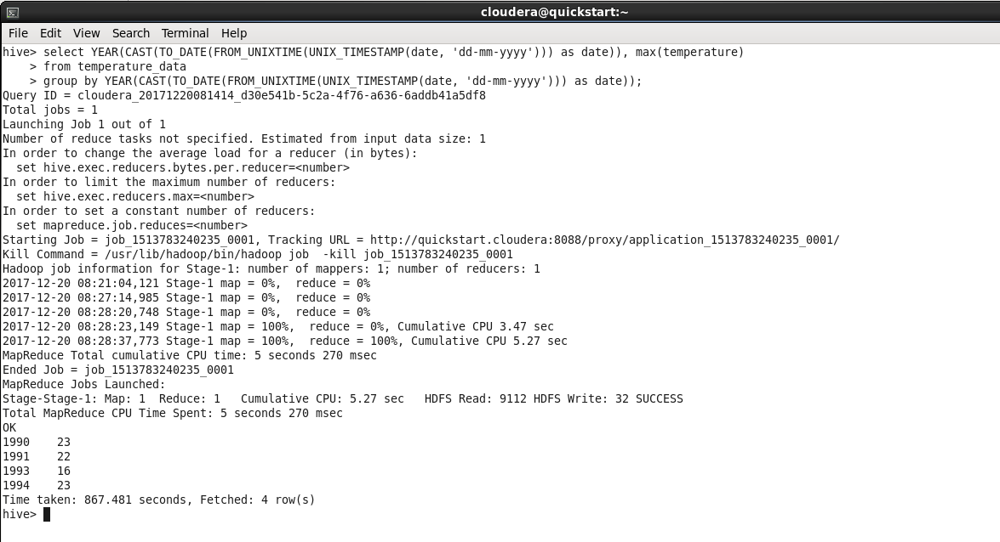 cloudera@quickstart:~
File Edit View Search Terminal Help
hive> select YEAR(CAST(TO_DATE(FROM_UNIXTIME(UNIX_TIMESTAMP(date, 'dd-mm-yyyy'))) as date)), max(temperature)
    > from temperature_data
    > group by YEAR(CAST(TO_DATE(FROM_UNIXTIME(UNIX_TIMESTAMP(date, 'dd-mm-yyyy'))) as date));
Query ID = cloudera_20171220081414_d30e541b-5c2a-4f76-a636-6addb41a5df8
Total jobs = 1
Launching Job 1 out of 1
Number of reduce tasks not specified. Estimated from input data size: 1
In order to change the average load for a reducer (in bytes):
  set hive.exec.reducers.bytes.per.reducer=<number>
In order to limit the maximum number of reducers:
  set hive.exec.reducers.max=<number>
In order to set a constant number of reducers:
  set mapreduce.job.reduces=<number>
Starting Job = job_1513783240235_0001, Tracking URL = http://quickstart.cloudera:8088/proxy/application_1513783240235_0001/
Kill Command = /usr/lib/hadoop/bin/hadoop job  -kill job_1513783240235_0001
Hadoop job information for Stage-1: number of mappers: 1; number of reducers: 1
2017-12-20 08:21:04,121 Stage-1 map = 0%,  reduce = 0%
2017-12-20 08:27:14,985 Stage-1 map = 0%,  reduce = 0%
2017-12-20 08:28:20,748 Stage-1 map = 0%,  reduce = 0%
2017-12-20 08:28:23,149 Stage-1 map = 100%,  reduce = 0%, Cumulative CPU 3.47 sec
2017-12-20 08:28:37,773 Stage-1 map = 100%,  reduce = 100%, Cumulative CPU 5.27 sec
MapReduce Total cumulative CPU time: 5 seconds 270 msec
Ended Job = job_1513783240235_0001
MapReduce Jobs Launched:
Stage-Stage-1: Map: 1  Reduce: 1   Cumulative CPU: 5.27 sec   HDFS Read: 9112 HDFS Write: 32 SUCCESS
Total MapReduce CPU Time Spent: 5 seconds 270 msec
OK
1990    23
1991    22
1993    16
1994    23
Time taken: 867.481 seconds, Fetched: 4 row(s)
hive>